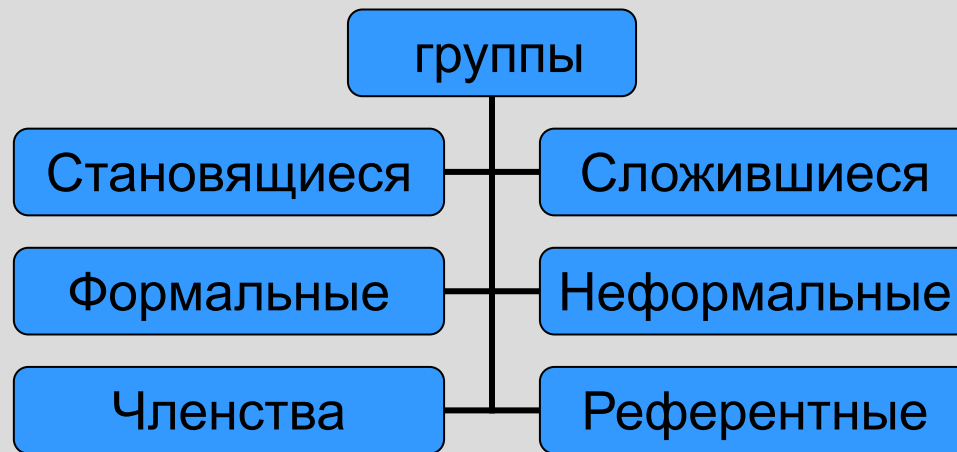 группы
Становящиеся
Сложившиеся
Формальные
Неформальные
Членства
Референтные